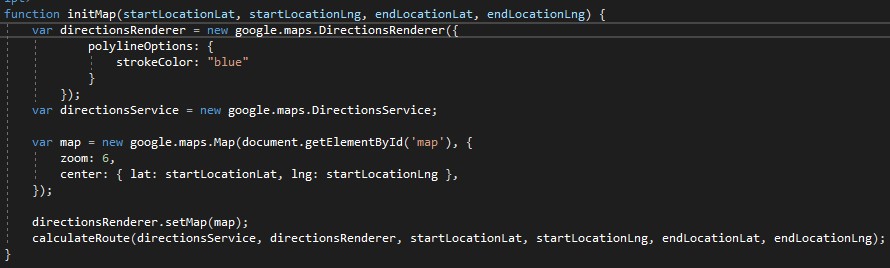 function initMap(startLocationLat, startLocationLng, endLocationLat, endLocationLng) {
    var directionsRenderer = new google.maps.DirectionsRenderer({
            polylineOptions: {
                strokeColor: "blue"
            }
        });
    var directionsService = new google.maps.DirectionsService;

    var map = new google.maps.Map(document.getElementById('map'), {
        zoom: 6,
        center: { lat: startLocationLat, lng: startLocationLng },
    });

    directionsRenderer.setMap(map);
    calculateRoute(directionsService, directionsRenderer, startLocationLat, startLocationLng, endLocationLat, endLocationLng);
}